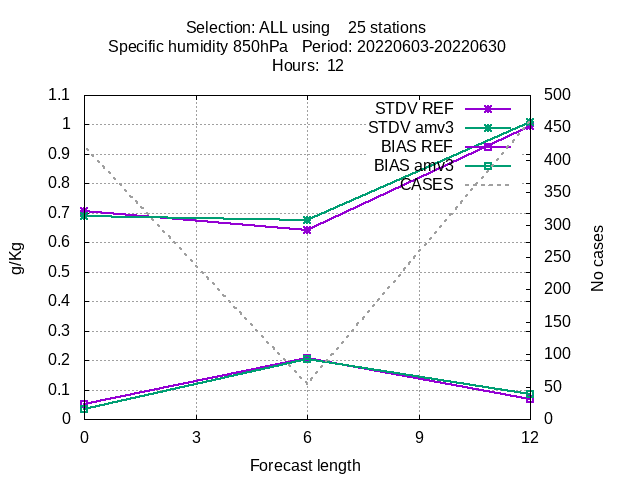 Selection: ALL using 25 stations
Specific humidity 850hPa Period: 20220603-20220630
Hours: 12
1.1
1
0.9
0.8
0.7
0.6
0.5
0.4
0.3
0.2
0.1
0
g/Kg
STDV REF
STDV amv3
BIAS REF
BIAS amv3
CASES
500
450
400
350
300
250
200
150
100
50
0
No cases
0 3 6 9 12
Forecast length